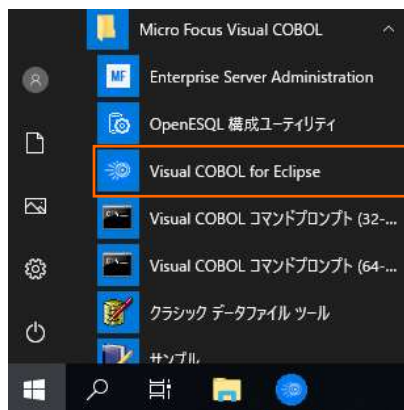 Micro Focus Visual COBOL
MF
Enterprise Server Administration
OpenESQL 構成ユーティリティ
Visual COBOL for Eclipse
Visual COBOL コマンドプロンプト (32-...
Visual COBOL コマンドプロンプト (64-...
クラシック データファイル ツール
サンプル